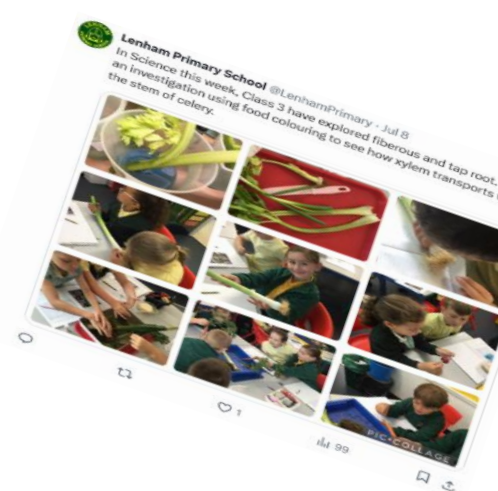 Lenham Primary School @LenhamPrimary · Jul 8
In Science this week, Class 3 have explored fiberous and tap root.
an investigation using food colouring to see how xylem transports
the stem of celery.
1
99
PIC•COLLAGE